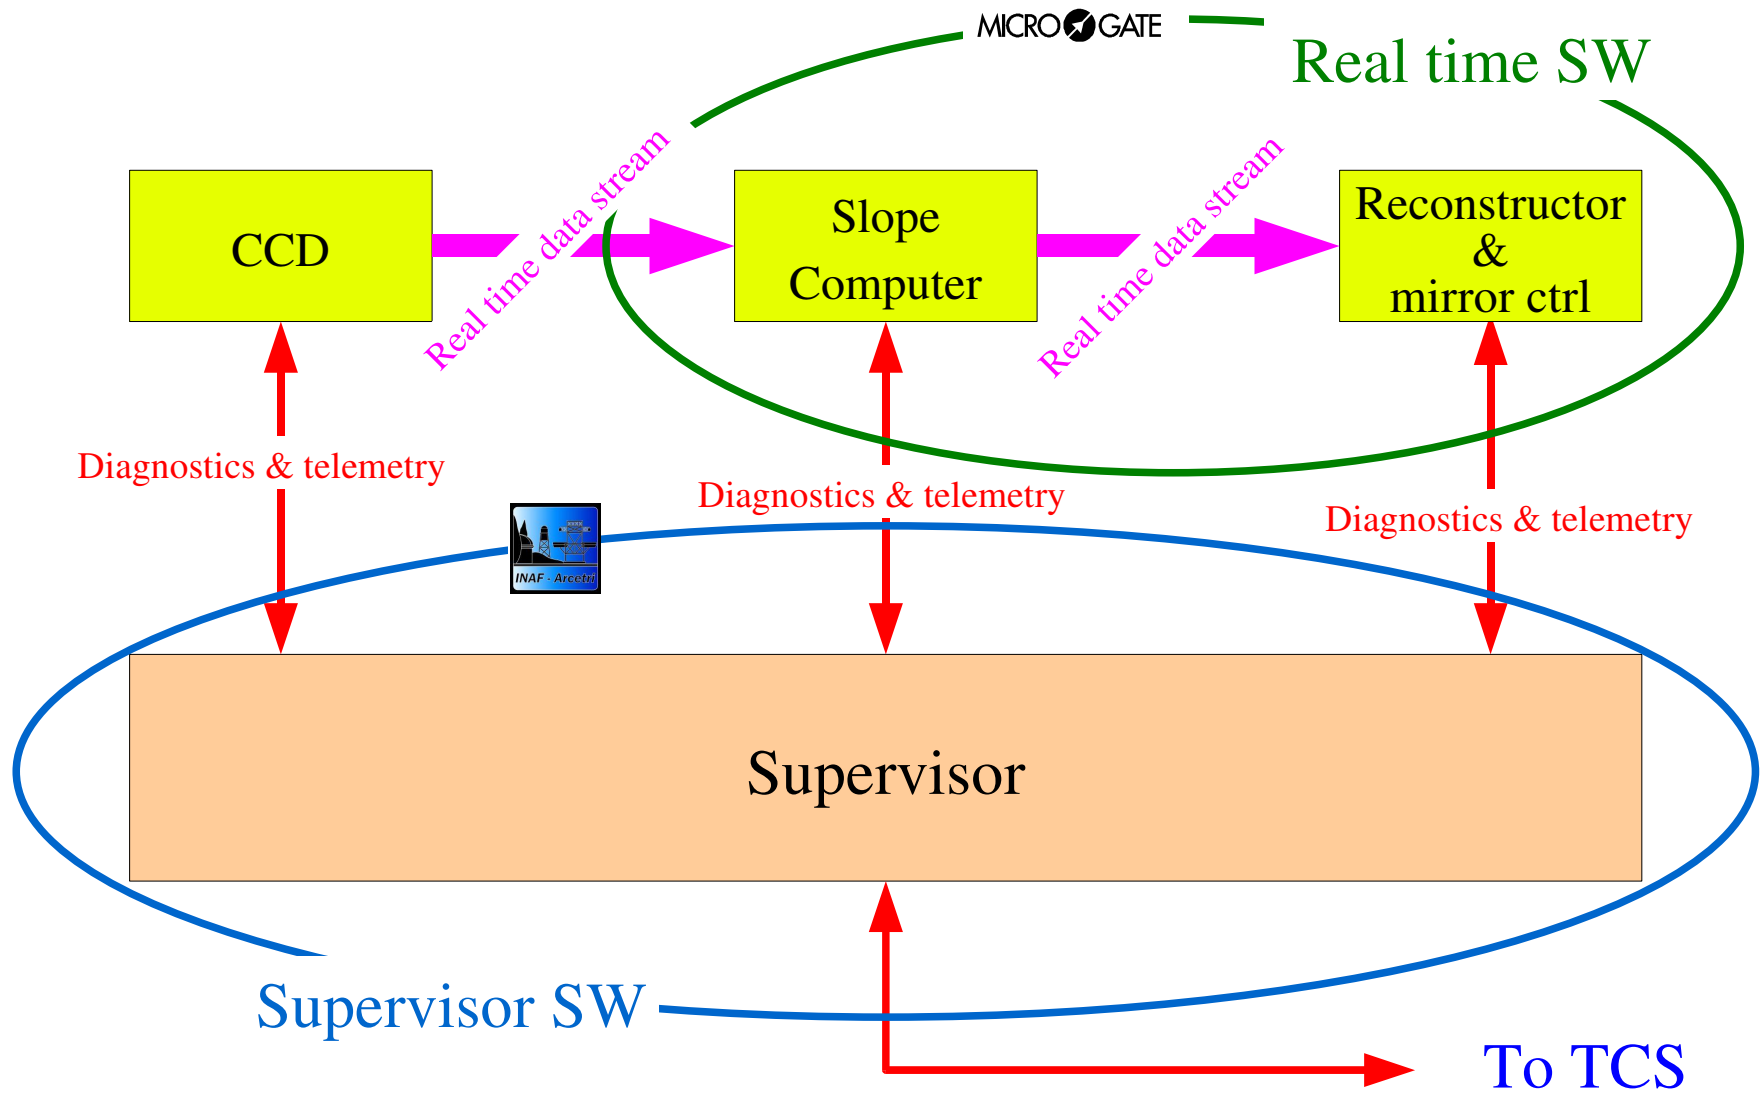 MICRO GATE
Real time SW
Real time data stream
Real time data stream
CCD
Slope
Computer
Reconstructor
&
mirror ctrl
Diagnostics & telemetry
Diagnostics & telemetry
Diagnostics & telemetry
INAF - Arcetri
Supervisor
Supervisor SW
To TCS